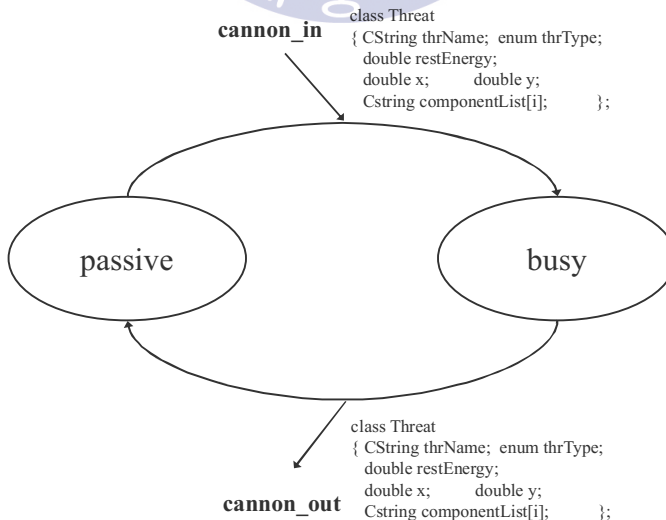 cannon_in
class Threat
{ CString thrName; enum thrType;
double restEnergy;
double x; double y;
Cstring componentList[i]; };
passive
busy
class Threat
{ CString thrName; enum thrType;
double restEnergy;
double x; double y;
cannon_out
Cstring componentList[i]; };